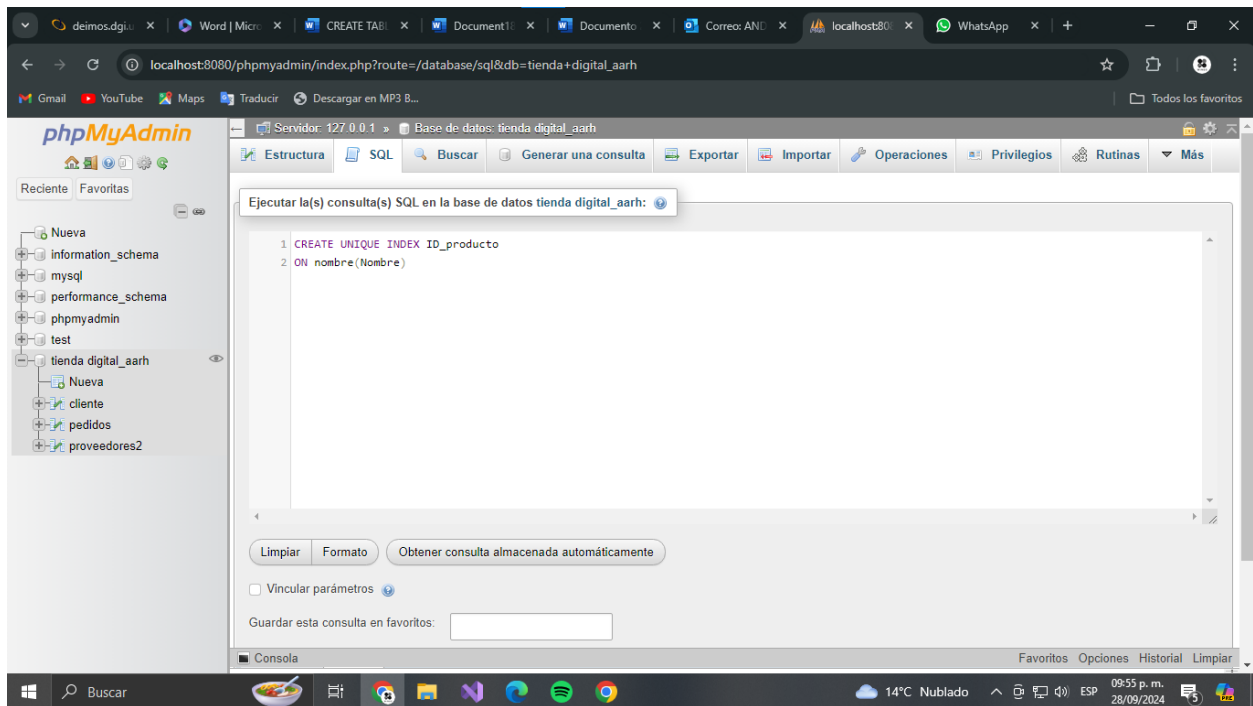 deimos.dgi.u
Word | Micro
CREATE TABL
Document18
Documento
Correo: AND
localhost:808
WhatsApp
localhost:8080/phpmyadmin/index.php?route=/database/sql&db=tienda+digital_aarh
Gmail
YouTube
Maps
Traducir
Descargar en MP3 B...
Todos los favoritos
phpMyAdmin
Reciente Favoritas
Nueva
information_schema
mysql
performance_schema
phpmyadmin
test
tienda digital_aarh
Nueva
cliente
pedidos
proveedores2
Servidor: 127.0.0.1 » Base de datos: tienda digital_aarh
Estructura
SQL
Buscar
Generar una consulta
Exportar
Importar
Operaciones
Privilegios
Rutinas
Más
Ejecutar la(s) consulta(s) SQL en la base de datos tienda digital_aarh:
1 CREATE UNIQUE INDEX ID_producto
2 ON nombre(Nombre)
Limpiar
Formato
Obtener consulta almacenada automáticamente
Vincular parámetros
Guardar esta consulta en favoritos:
Consola
Favoritos Opciones Historial Limpiar
Buscar
14°C Nublado
ESP
09:55 p. m.
28/09/2024
5
PRE